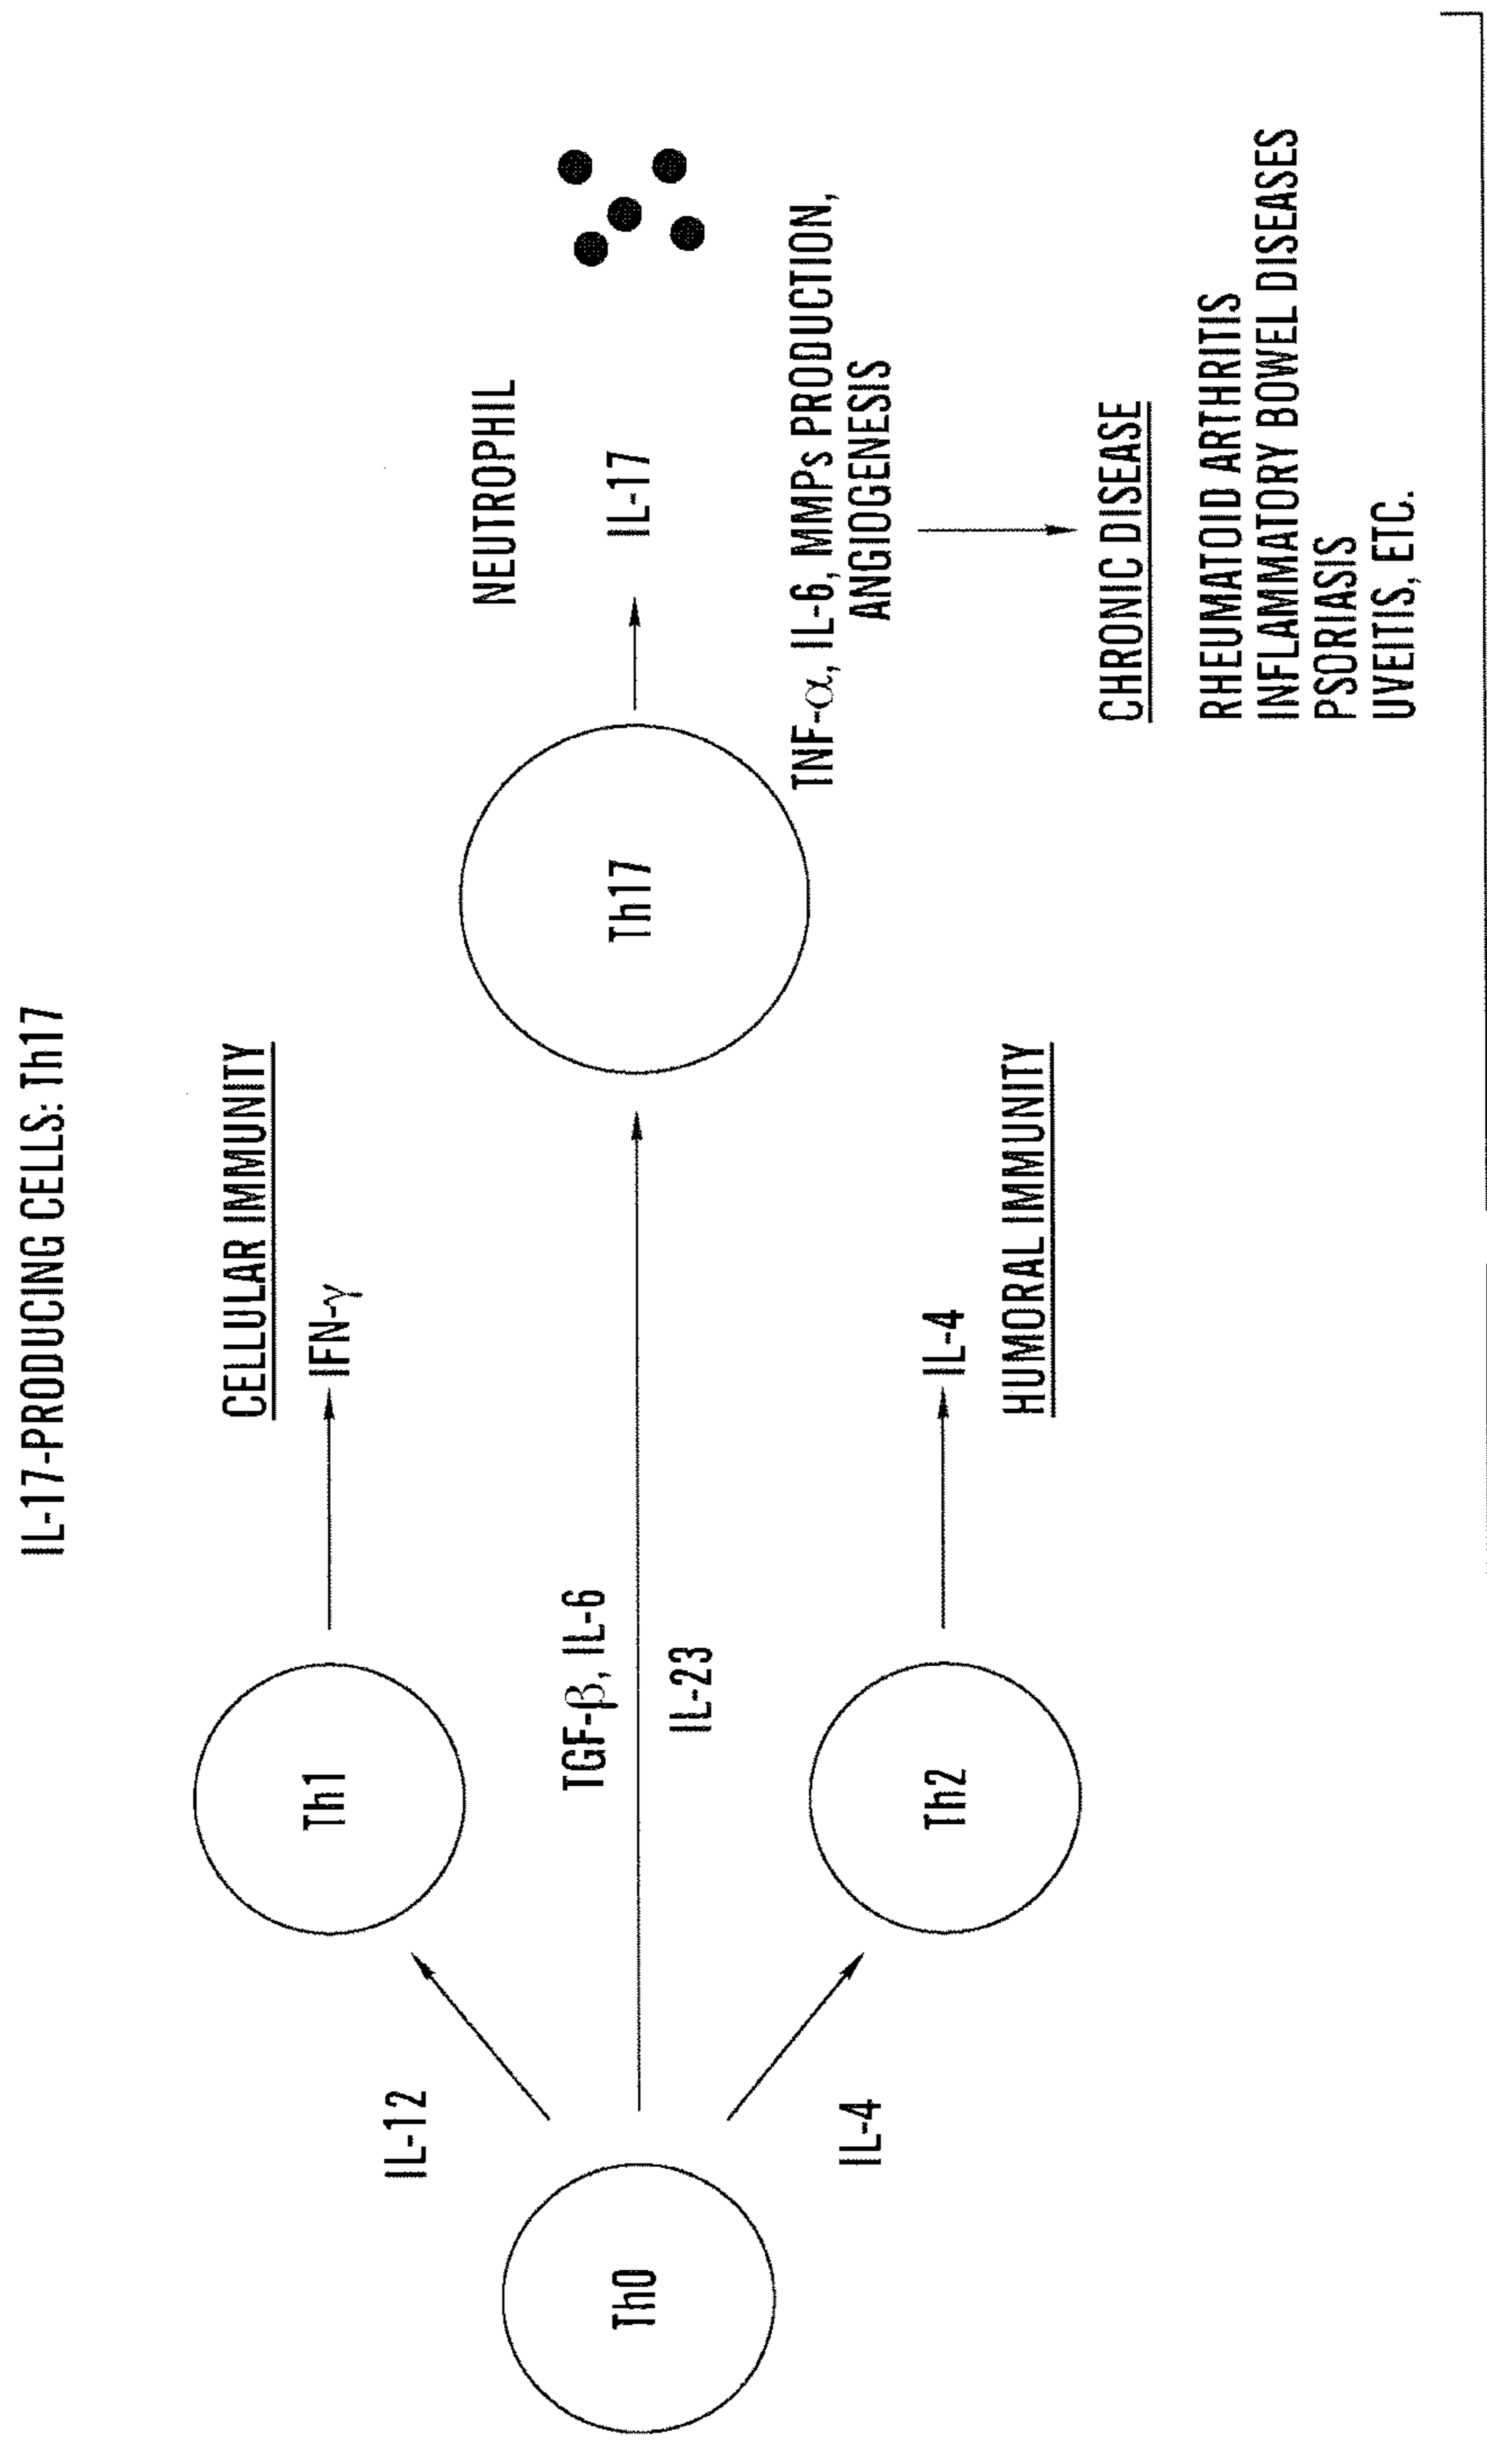 IL-17-PRODUCING CELLS: Th17
CELLULAR IMMUNITY
IL-12
Th1
IFN-γ
NEUTROPHIL
Th0
TGF-β, IL-6
IL-23
Th17
IL-17
IL-4
Th2
IL-4
HUMORAL IMMUNITY
TNF-α, IL-6, MMPs PRODUCTION,
ANGIOGENESIS
CHRONIC DISEASE
RHEUMATOID ARTHRITIS
INFLAMMATORY BOWEL DISEASES
PSORIASIS
UVEITIS, ETC.